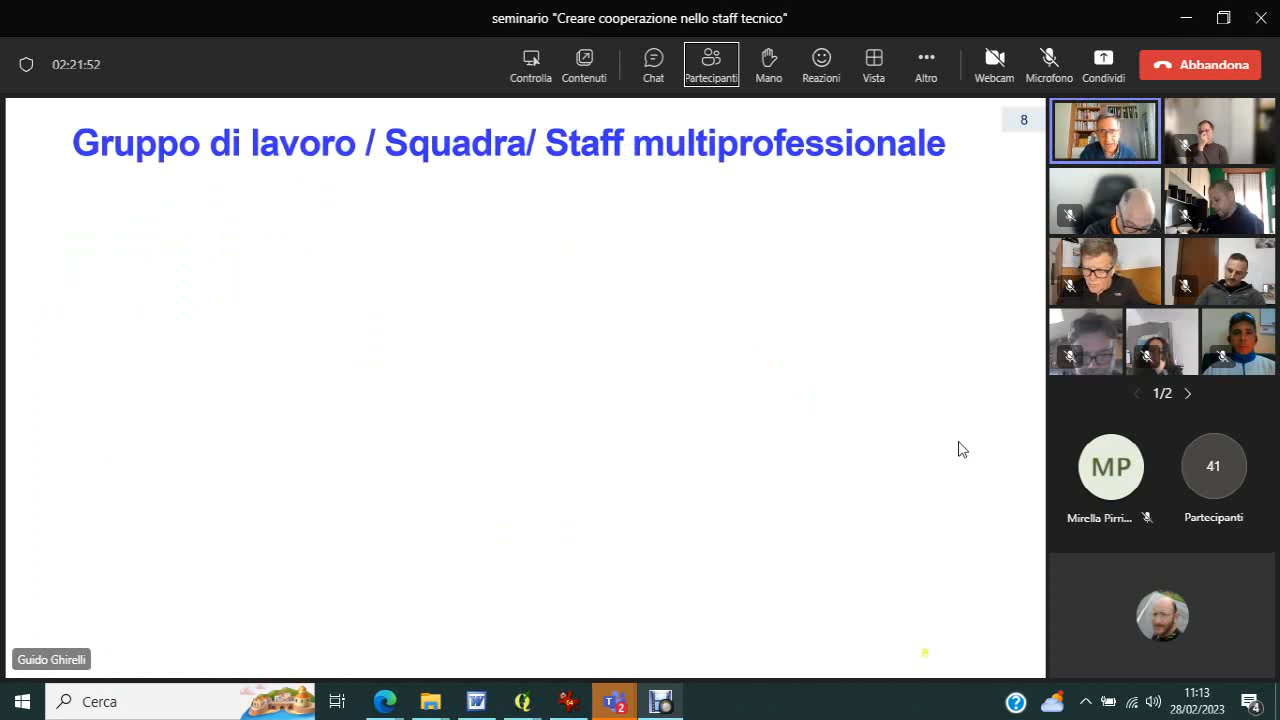 seminario "Creare cooperazione nello staff tecnico"
02:21:52
Controlla
Contenuti
Chat
Partecipanti
Mano
Reazioni
Vista
Altro
Webcam
Microfono
Condividi
Abbandona
8
Gruppo di lavoro / Squadra/ Staff multiprofessionale
1/2
MP
41
Mirella Pirri...
Partecipanti
Guido Ghirelli
Cerca
11:13
28/02/2023